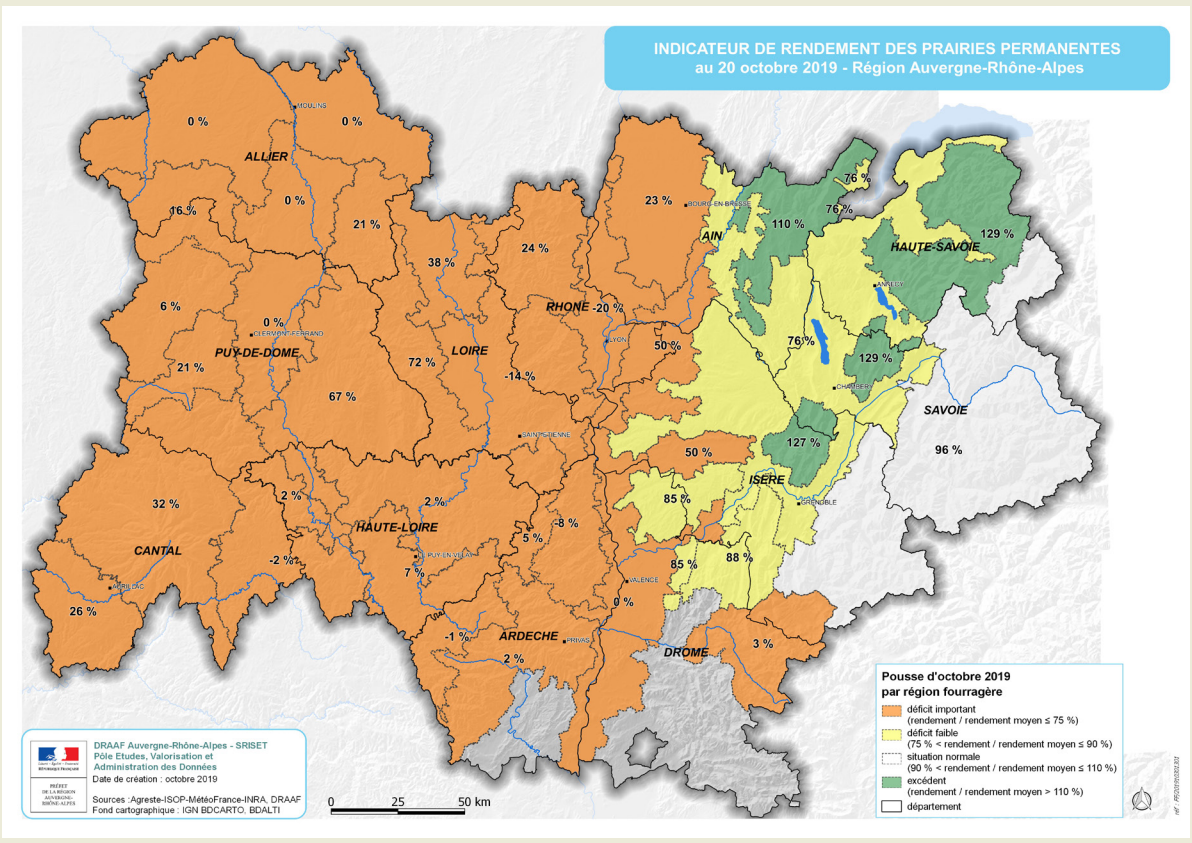 INDICATEUR DE RENDEMENT DES PRAIRIES PERMANENTES
au 20 octobre 2019 - Région Auvergne-Rhône-Alpes
MOULINS
0 %
0 %
ALLIER
76 %
16 %
0 %
23 %
BOURG-EN-BRESSE
76 %
21 %
110 %
AIN
129 %
24 %
HAUTE-SAVOIE
38 %
ANNECY
6 %
RHONE
-20 %
0 %
CLERMONT-FERRAND
LYON
76 %
50 %
PUY-DE-DOME
LOIRE
129 %
21 %
72 %
-14 %
CHAMBERY
67 %
SAVOIE
SAINT-ETIENNE
127 %
96 %
50 %
ISERE
2 %
85 %
32 %
2 %
GRENOBLE
-8 %
HAUTE-LOIRE
5 %
CANTAL
LE PUY-EN-VELAY
-2 %
88 %
85 %
7 %
VALENCE
AURILLAC
0 %
26 %
-1 %
ARDECHE
PRIVAS
3 %
DROME
2 %
Pousse d'octobre 2019
par région fourragère
déficit important
(rendement / rendement moyen ≤ 75 %)
déficit faible
(75 % < rendement / rendement moyen ≤ 90 %)
situation normale
(90 % < rendement / rendement moyen ≤ 110 %)
excédent
(rendement / rendement moyen > 110 %)
département
DRAAF Auvergne-Rhône-Alpes - SRISET
Pôle Etudes, Valorisation et
Administration des Données
Date de création : octobre 2019
RÉPUBLIQUE FRANÇAISE
PRÉFET
DE LA RÉGION
AUVERGNE-
RHÔNE-ALPES
Sources :Agreste-ISOP-MétéoFrance-INRA, DRAAF
Fond cartographique : IGN BDCARTO, BDALTI
0 25 50 km